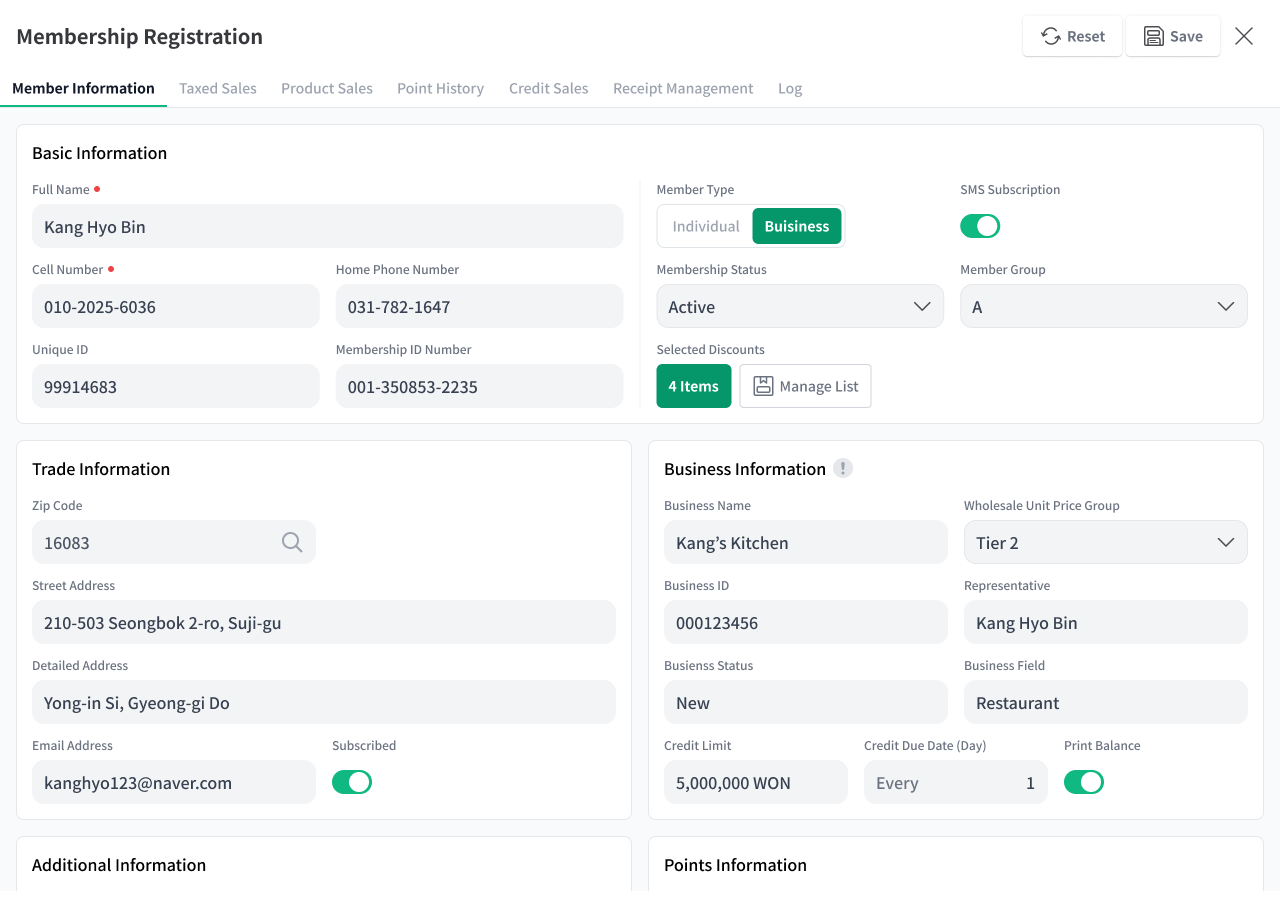 Membership Registration
Reset
Save
Member Information
Taxed Sales
Product Sales
Point History
Credit Sales
Receipt Management
Log
Basic Information
Full Name
Kang Hyo Bin
Cell Number
Home Phone Number
010-2025-6036
031-782-1647
Unique ID
Membership ID Number
99914683
001-350853-2235
Member Type
SMS Subscription
Individual
Buisiness
Membership Status
Member Group
Active
A
Selected Discounts
4 Items
Manage List
Trade Information
Zip Code
16083
Street Address
210-503 Seongbok 2-ro, Suji-gu
Detailed Address
Yong-in Si, Gyeong-gi Do
Email Address
Subscribed
kanghyo123@naver.com
Business Information
Business Name
Wholesale Unit Price Group
Kang’s Kitchen
Tier 2
Business ID
Representative
000123456
Kang Hyo Bin
Busienss Status
Business Field
New
Restaurant
Credit Limit
Credit Due Date (Day)
Print Balance
5,000,000 WON
Every 1
Additional Information
Points Information